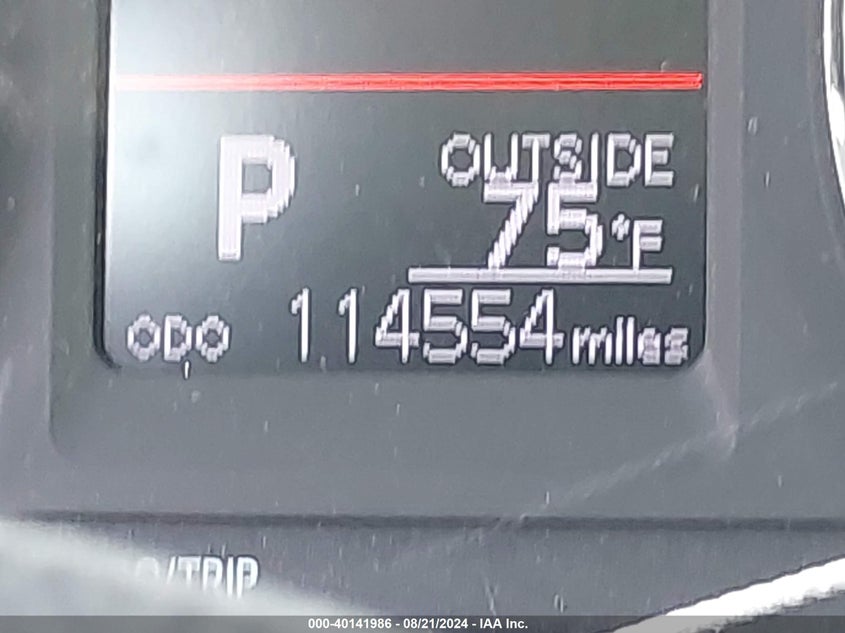 P
OUTSIDE
75°F
ODO 114554 miles
/TRIP
000-40141986 - 08/21/2024 - IAA Inc.